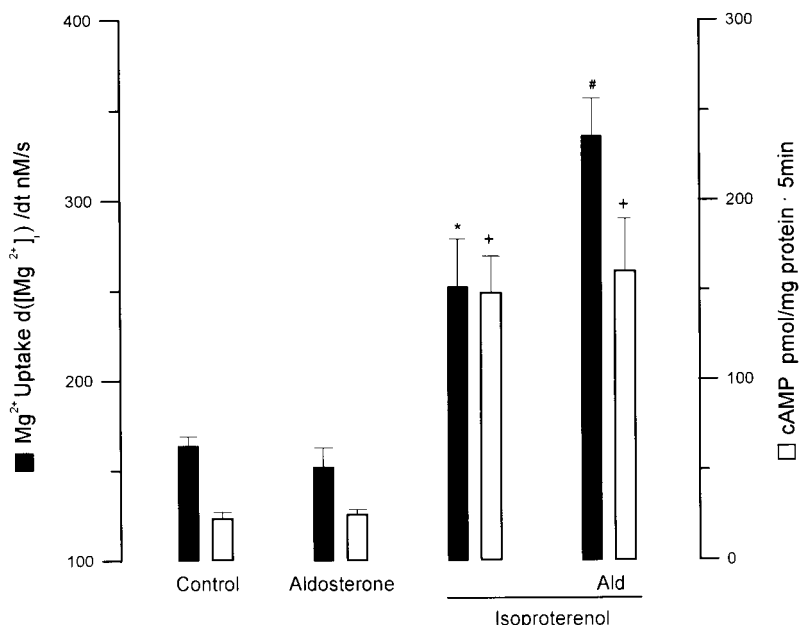 400
300
200
100
■ Mg²⁺Uptake d([Mg²⁺]ᵢ) /dt nM/s
*
+
#
+
300
200
100
0
□ cAMP pmol/mg protein · 5min
Control
Aldosterone
Ald
Isoproterenol